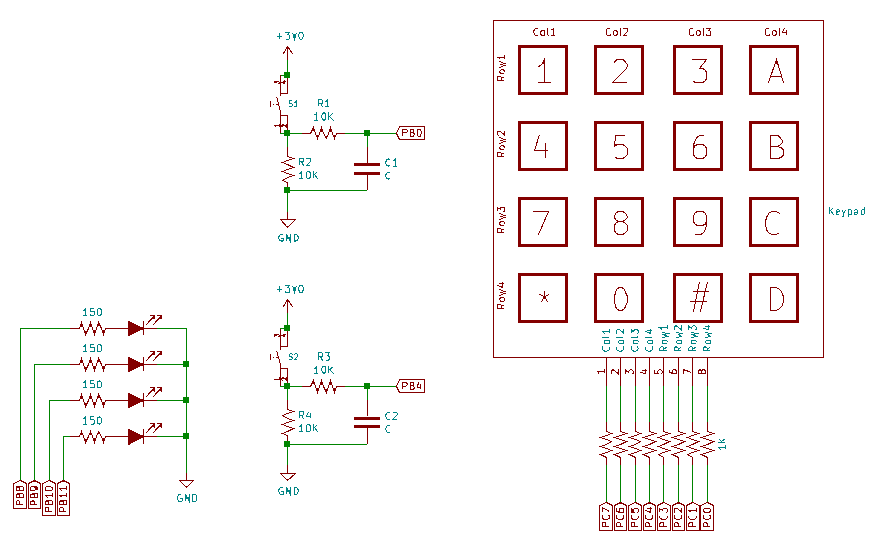 +3V0
S1
R1
10K
PB0
R2
10K
C1
C
GND
+3V0
S2
R3
10K
PB4
R4
10K
C2
C
GND
150
150
150
150
PB8
PB9
PB10
PB11
GND
Col1 Col2 Col3 Col4
Row1
1 2 3 A
Row2
4 5 6 B
Row3
7 8 9 C
Row4
* 0 # D
Keypad
Col1
Col2
Col3
Col4
Row1
Row2
Row3
Row4
1
2
3
4
5
6
7
8
1K
PC7
PC6
PC5
PC4
PC3
PC2
PC1
PC0